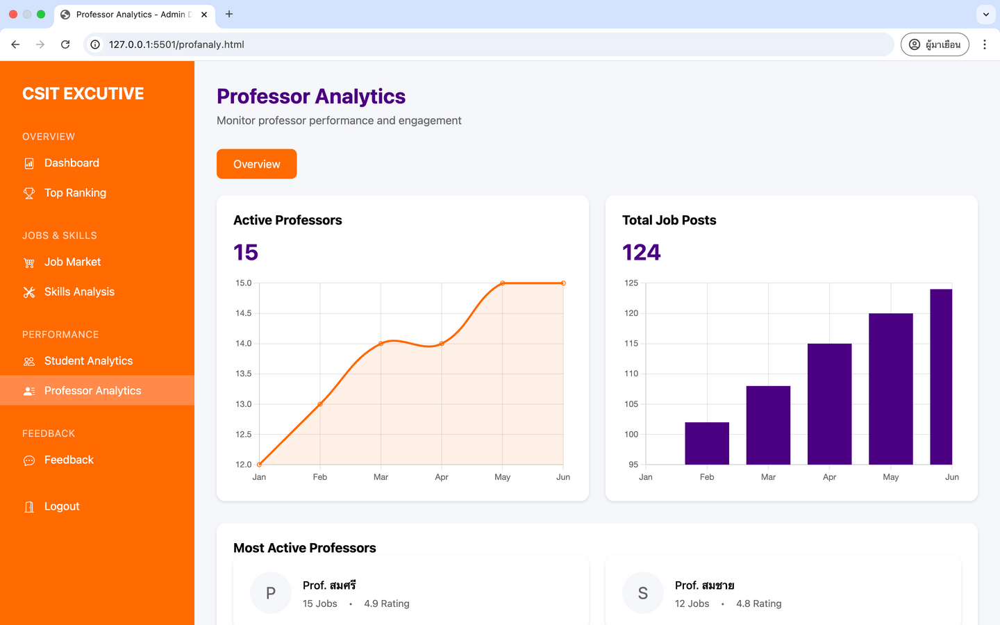 Professor Analytics - Admin D
127.0.0.1:5501/profanaly.html
ผู้มาเยือน
CSIT EXCUTIVE
OVERVIEW
Dashboard
Top Ranking
JOBS & SKILLS
Job Market
Skills Analysis
PERFORMANCE
Student Analytics
Professor Analytics
FEEDBACK
Feedback
Logout
Professor Analytics
Monitor professor performance and engagement
Overview
Active Professors
15
15.0
14.5
14.0
13.5
13.0
12.5
12.0
Jan Feb Mar Apr May Jun
Total Job Posts
124
125
120
115
110
105
100
95
Jan Feb Mar Apr May Jun
Most Active Professors
P
Prof. สมศรี
15 Jobs • 4.9 Rating
S
Prof. สมชาย
12 Jobs • 4.8 Rating